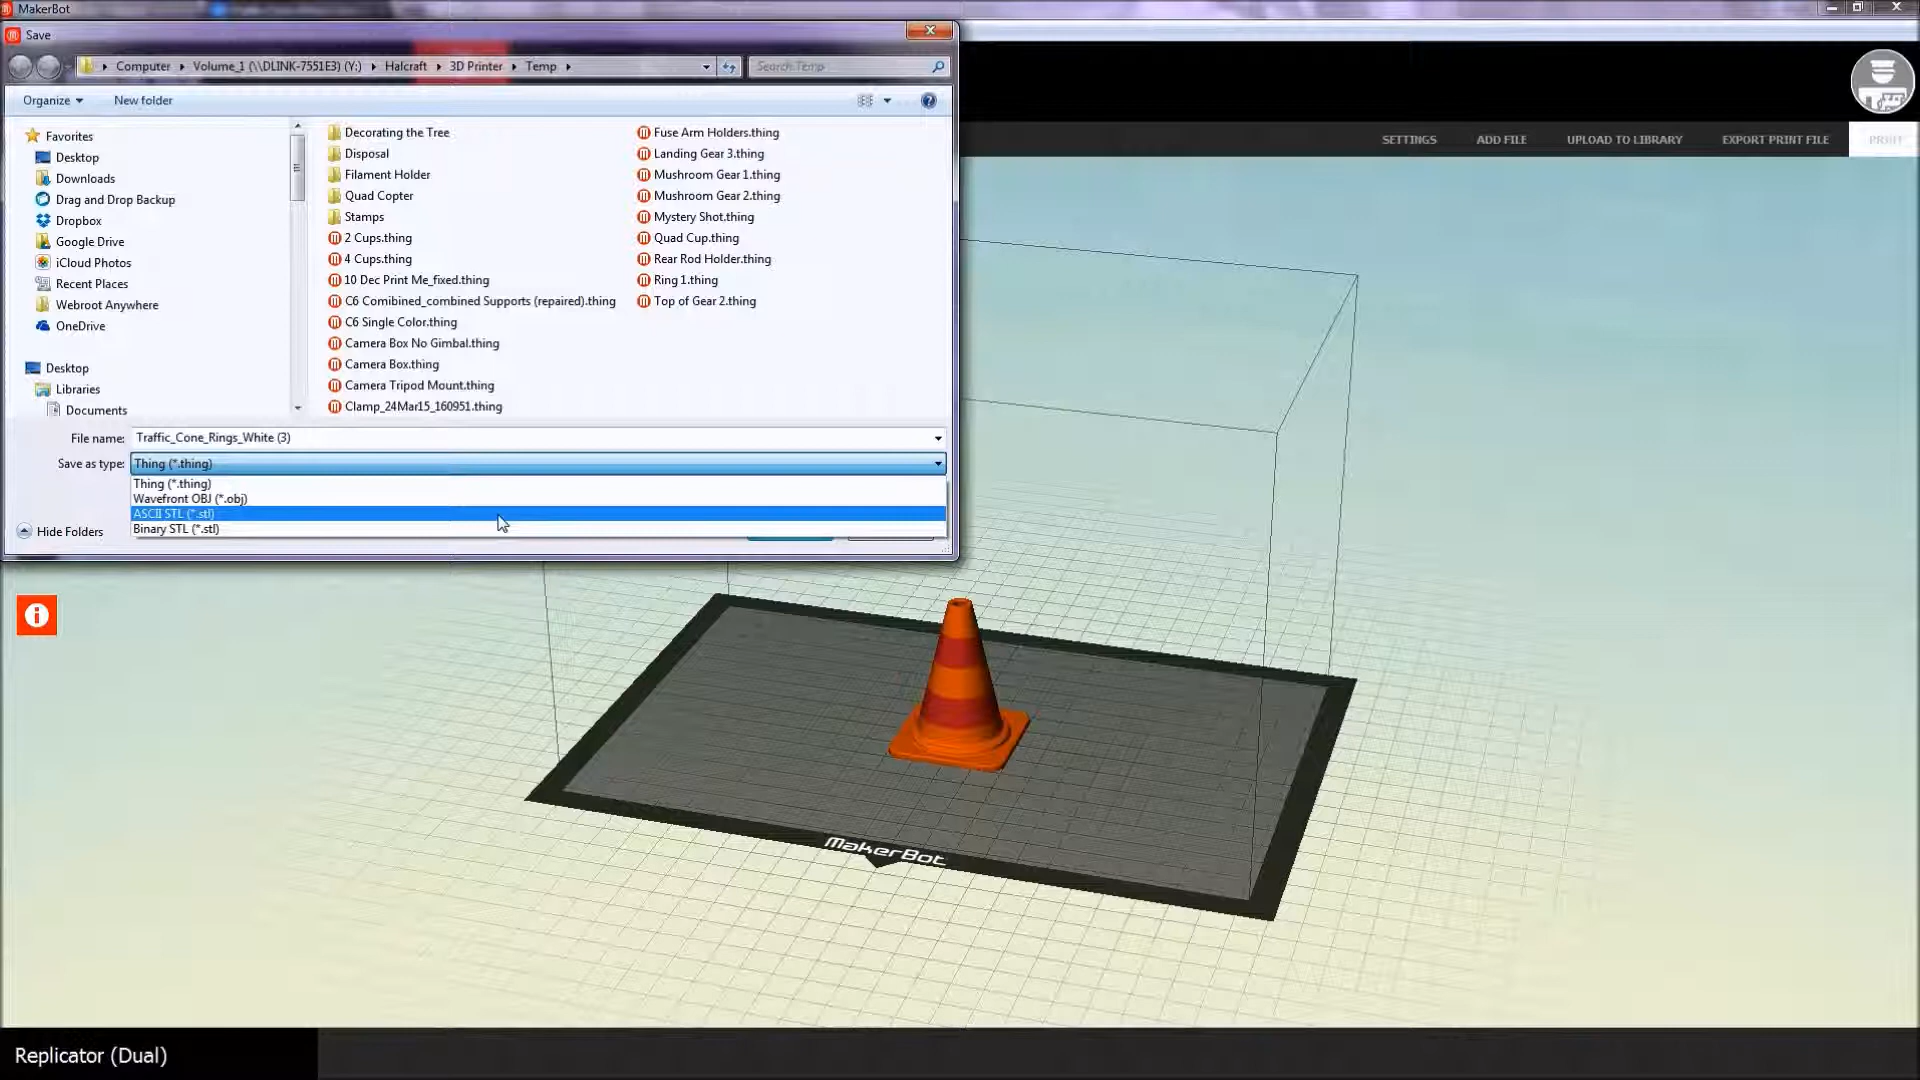 MakerBot
Save
Computer Volume_1 (\\DLINK-7551E3) (Y:) Halcraft 3D Printer Temp
Search Temp
Organize New folder
Favorites
Desktop
Downloads
Drag and Drop Backup
Dropbox
Google Drive
iCloud Photos
Recent Places
Webroot Anywhere
OneDrive
Desktop
Libraries
Documents
Decorating the Tree
Disposal
Filament Holder
Quad Copter
Stamps
2 Cups.thing
4 Cups.thing
10 Dec Print Me_fixed.thing
C6 Comibined_combined Supports (repaired).thing
C6 Single Color.thing
Camera Box No Gimbal.thing
Camera Box.thing
Camera Tripod Mount.thing
Clamp_24Mar15_160951.thing
Fuse Arm Holders.thing
Landing Gear 3.thing
Mushroom Gear 1.thing
Mushroom Gear 2.thing
Mystery Shot.thing
Quad Cup.thing
Rear Rod Holder.thing
Ring 1.thing
Top of Gear 2.thing
File name: Traffic_Cone_Rings_White (3)
Save as type: Thing (*.thing)
Thing (*.thing)
Wavefront OBJ (*.obj)
ASCII STL (*.stl)
Binary STL (*.stl)
Hide Folders
SETTINGS ADD FILE UPLOAD TO LIBRARY EXPORT PRINT FILE PRINT
MakerBot
Replicator (Dual)